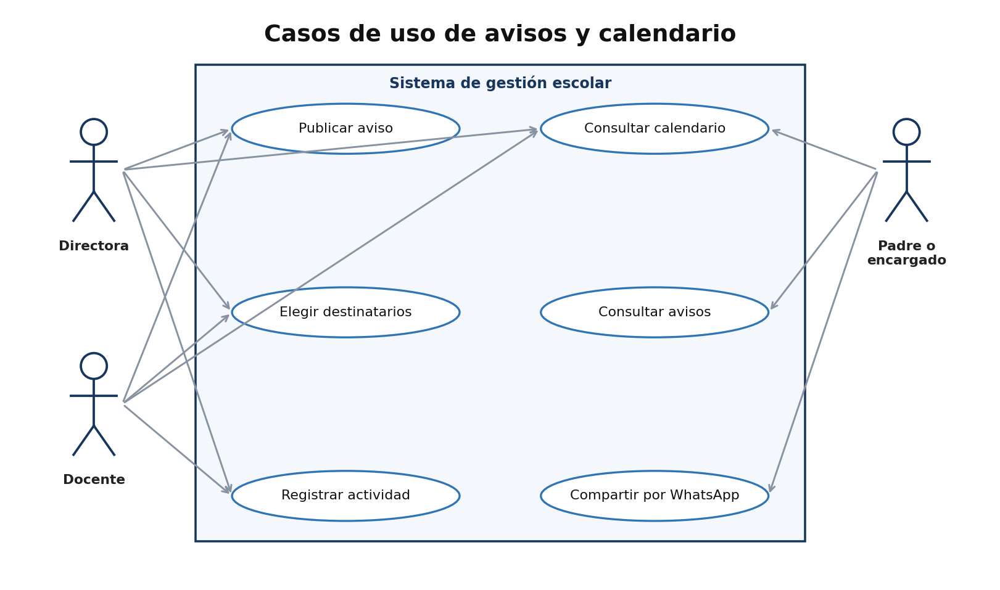 Casos de uso de avisos y calendario
Sistema de gestión escolar
Publicar aviso
Consultar calendario
Directora
Padre o
encargado
Elegir destinatarios
Consultar avisos
Docente
Registrar actividad
Compartir por WhatsApp